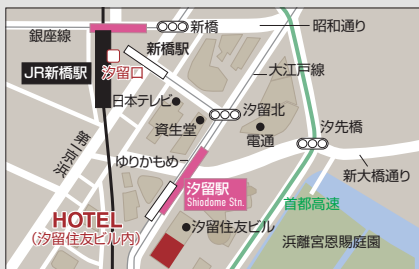 銀座線
新橋
昭和通り
新橋駅
JR新橋駅
汐留口
大江戸線
日本テレビ
汐留北
汐先橋
資生堂
電通
第一京浜
ゆりかもめ
新大橋通り
汐留駅
Shiodome Stn.
首都高速
HOTEL
(汐留住友ビル内)
汐留住友ビル
浜離宮恩賜庭園